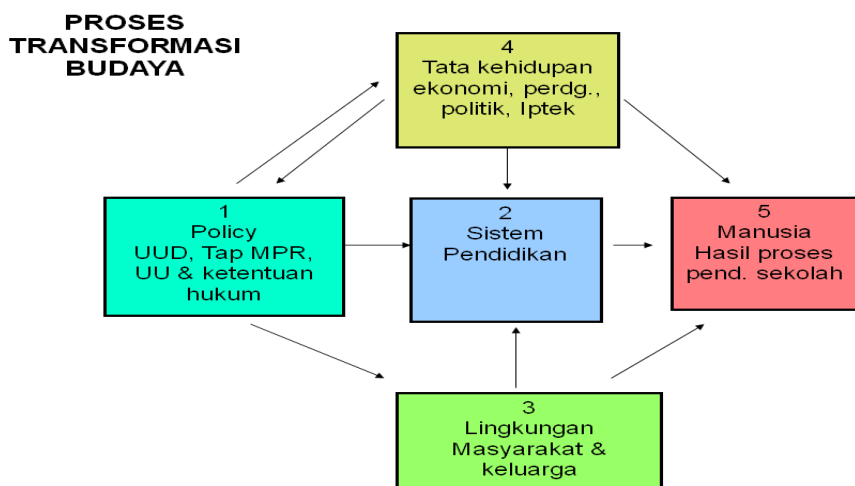 PROSES
TRANSFORMASI
BUDAYA
4
Tata kehidupan
ekonomi, perdg.,
politik, Iptek
1
Policy
UUD, Tap MPR,
UU & ketentuan
hukum
2
Sistem
Pendidikan
5
Manusia
Hasil proses
pend. sekolah
3
Lingkungan
Masyarakat &
keluarga